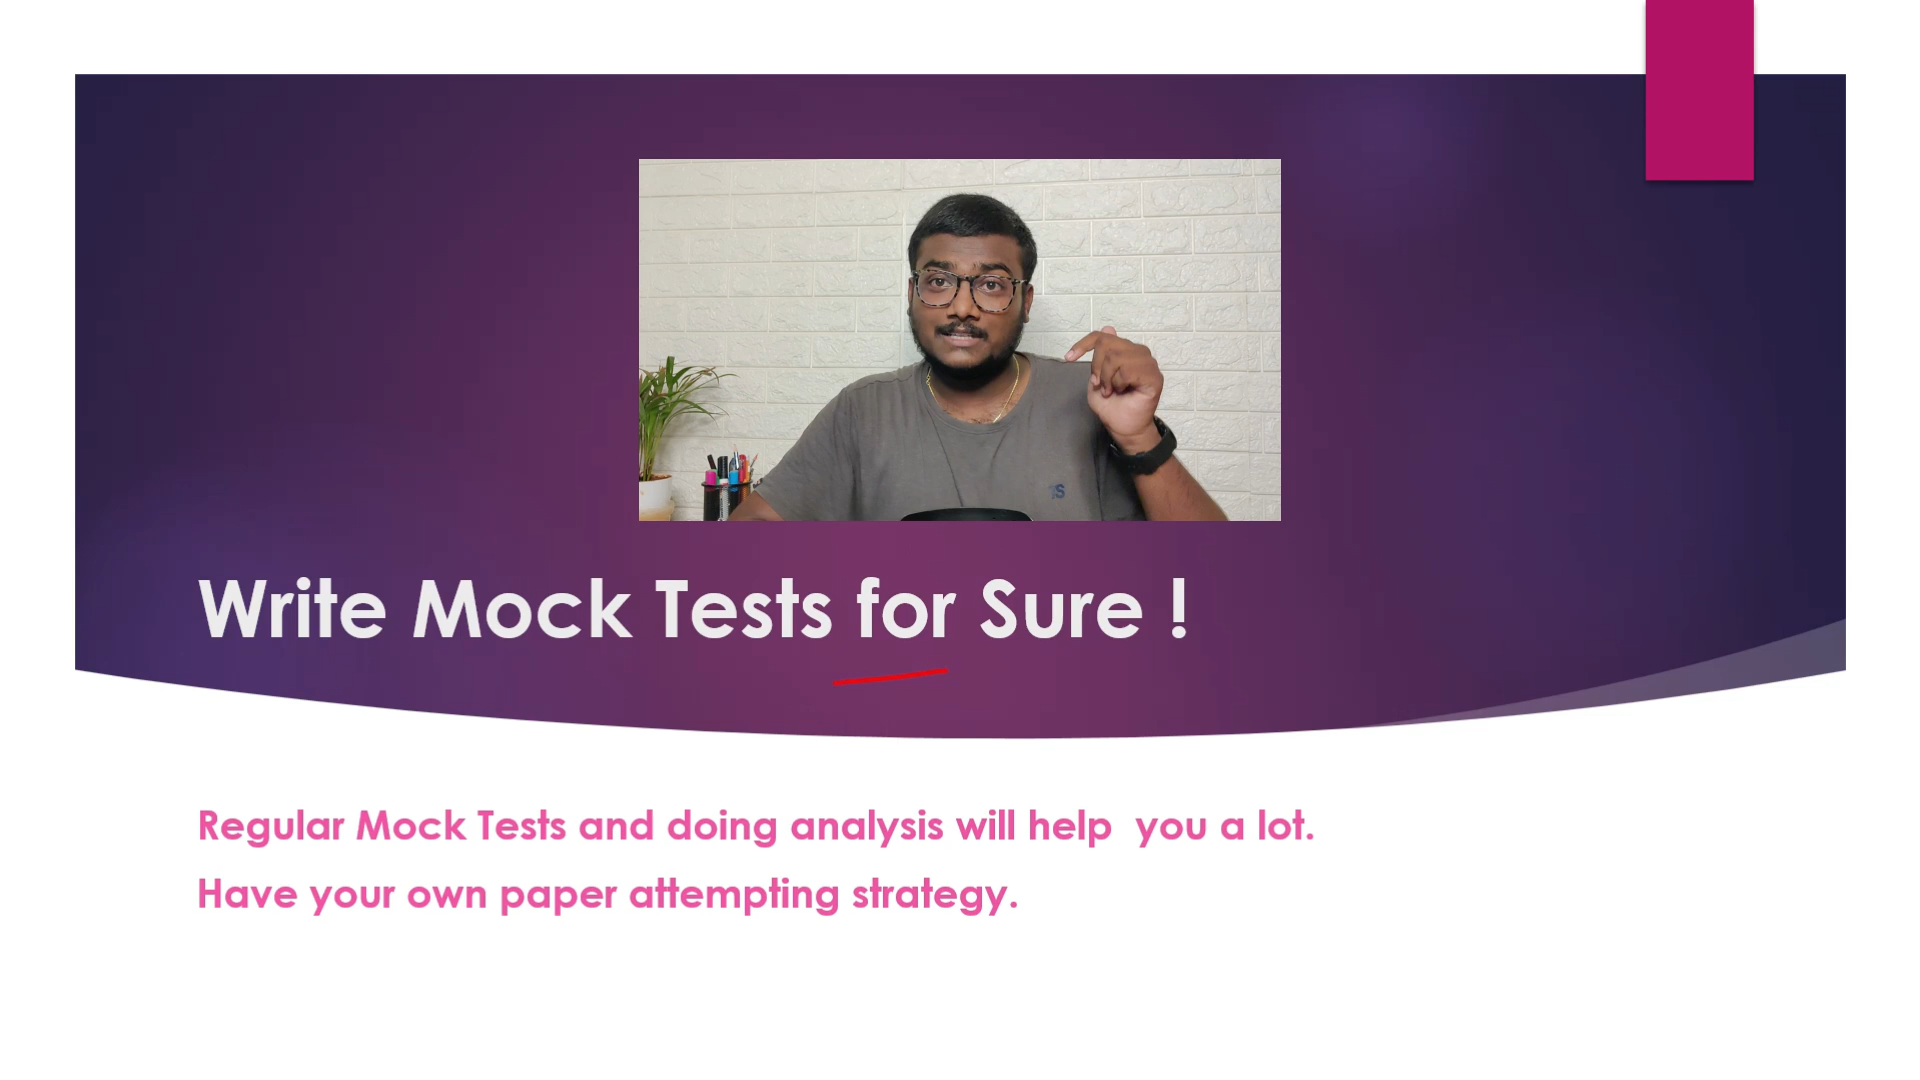 Write Mock Tests for Sure !
Regular Mock Tests and doing analysis will help  you a lot.
Have your own paper attempting strategy.